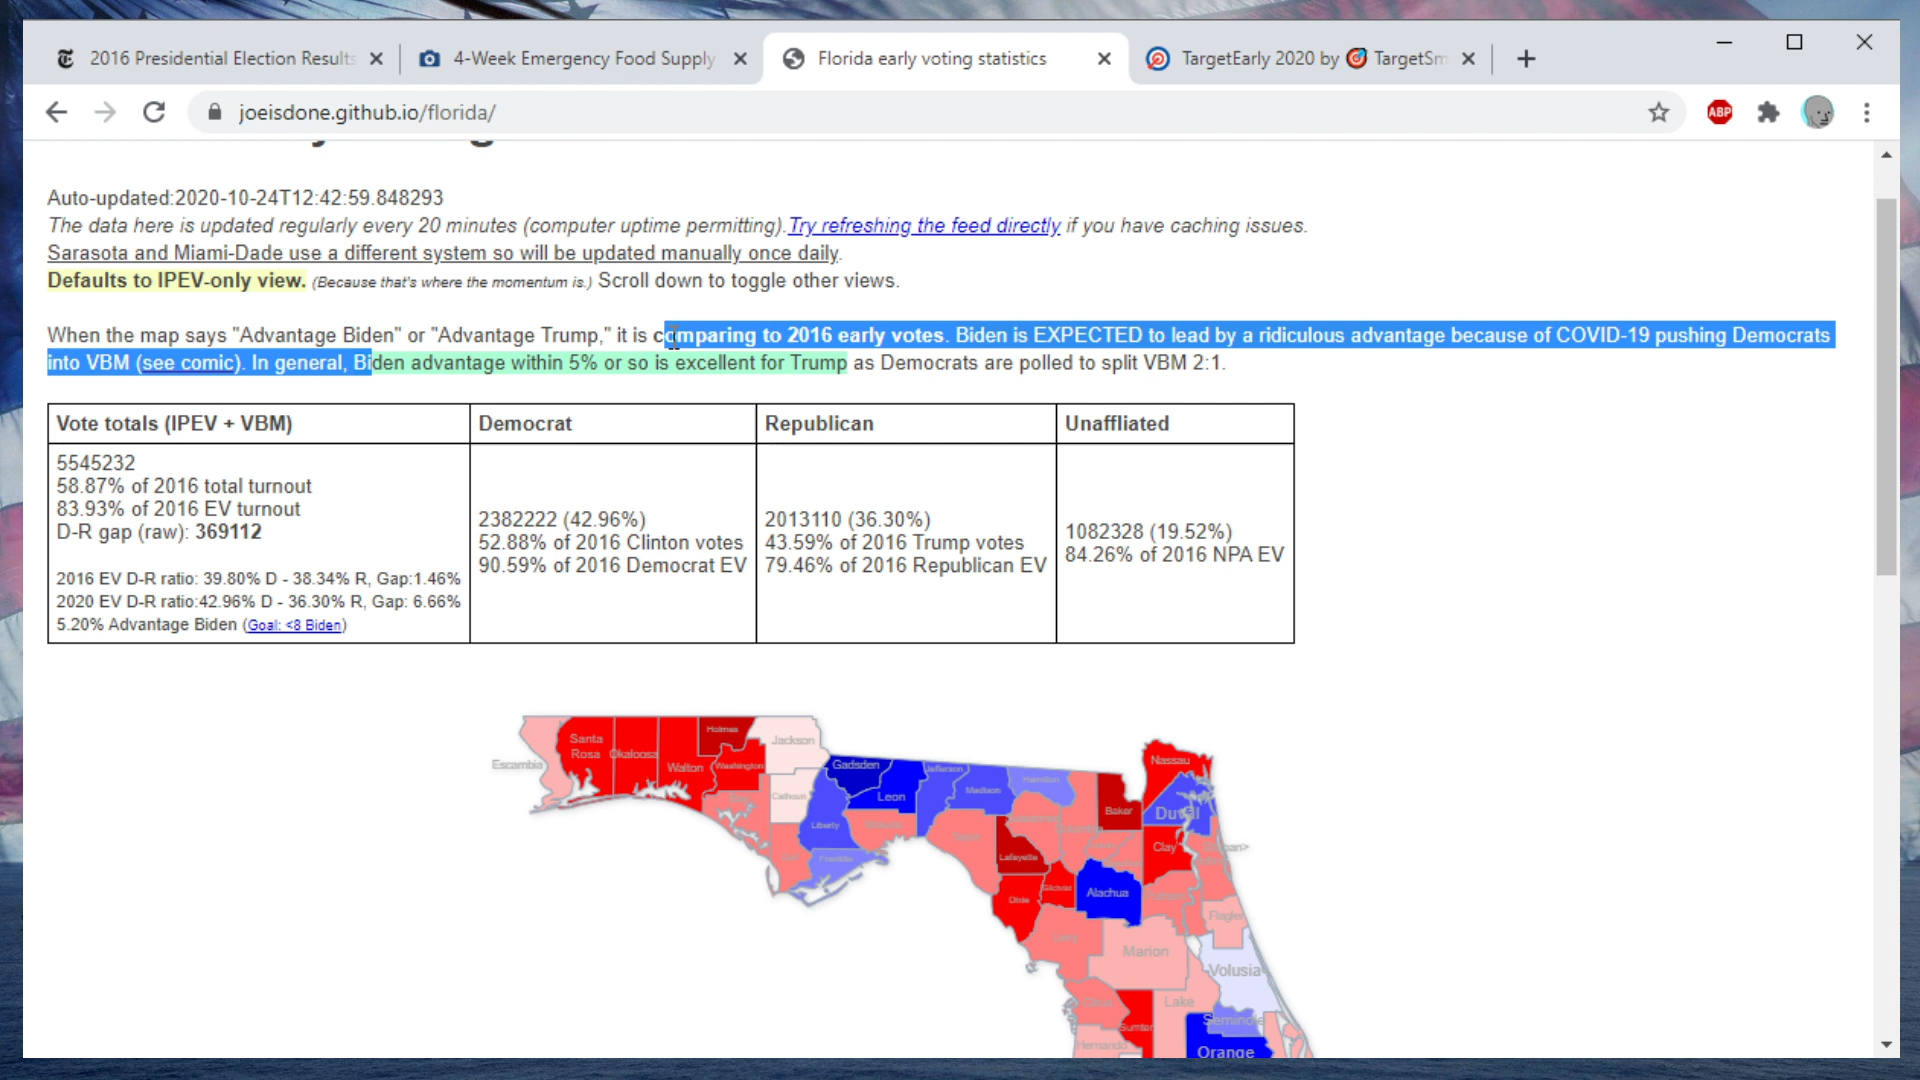 2016 Presidential Election Results
4-Week Emergency Food Supply
Florida early voting statistics
TargetEarly 2020 by TargetSm
joeisdone.github.io/florida/
ABP
Auto-updated:2020-10-24T12:42:59.848293
The data here is updated regularly every 20 minutes (computer uptime permitting).Try refreshing the feed directly if you have caching issues.
Sarasota and Miami-Dade use a different system so will be updated manually once daily.
Defaults to IPEV-only view. (Because that's where the momentum is.) Scroll down to toggle other views.
When the map says "Advantage Biden" or "Advantage Trump," it is comparing to 2016 early votes. Biden is EXPECTED to lead by a ridiculous advantage because of COVID-19 pushing Democrats
into VBM (see comic). In general, Biden advantage within 5% or so is excellent for Trump as Democrats are polled to split VBM 2:1.
Vote totals (IPEV + VBM) Democrat Republican Unaffliated
5545232
58.87% of 2016 total turnout
83.93% of 2016 EV turnout
D-R gap (raw): 369112
2016 EV D-R ratio: 39.80% D - 38.34% R, Gap:1.46%
2020 EV D-R ratio:42.96% D - 36.30% R, Gap: 6.66%
5.20% Advantage Biden (Goal: <8 Biden)
2382222 (42.96%)
52.88% of 2016 Clinton votes
90.59% of 2016 Democrat EV
2013110 (36.30%)
43.59% of 2016 Trump votes
79.46% of 2016 Republican EV
1082328 (19.52%)
84.26% of 2016 NPA EV
Escambia
Santa
Rosa
Okaloosa
Walton
Holmes
Washington
Jackson
Calhoun
Gadsden
Liberty
Franklin
Leon
Jefferson
Madison
Hamilton
Taylor
Lafayette
Dixie
Gilchrist
Baker
Nassau
Duval
Clay
Alachua
Levy
Marion
Flagler
Volusia
Citrus
Sumter
Lake
Hernando
Seminole
Orange